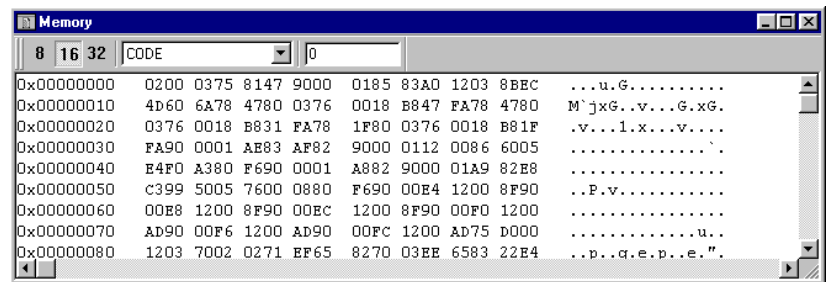 Memory
8 16 32 CODE 0
0x00000000 0200 0375 8147 9000 0185 83A0 1203 8BEC ...u.G..........
0x00000010 4D60 6A78 4780 0376 0018 B847 FA78 4780 M`jxG..v...G.xG.
0x00000020 0376 0018 B831 FA78 1F80 0376 0018 B81F .v...1.x...v....
0x00000030 FA90 0001 AE83 AF82 9000 0112 0086 6005 ..............`.
0x00000040 E4F0 A380 F690 0001 A882 9000 01A9 82E8 ................
0x00000050 C399 5005 7600 0880 F690 00E4 1200 8F90 ..P.v...........
0x00000060 00E8 1200 8F90 00EC 1200 8F90 00F0 1200 ................
0x00000070 AD90 00F6 1200 AD90 00FC 1200 AD75 D000 .............u..
0x00000080 1203 7002 0271 EF65 8270 03EE 6583 22E4 ..p..q.e.p..e.".